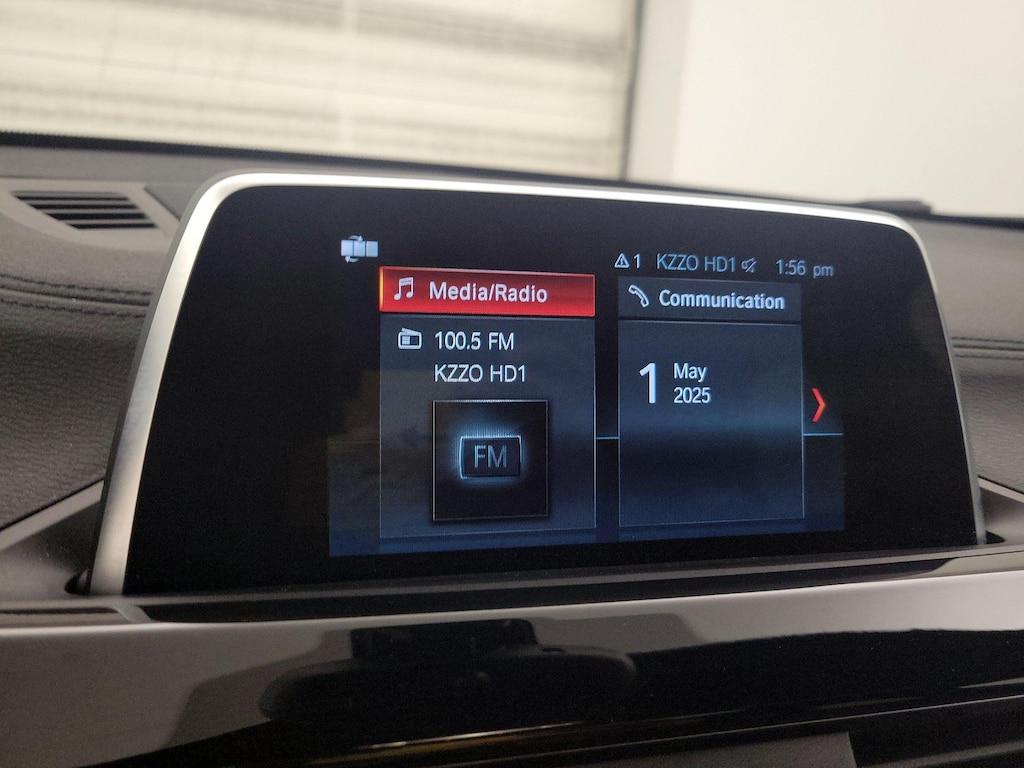 1 KZZO HD1 1:56 pm
Media/Radio
100.5 FM
KZZO HD1
FM
Communication
1
May
2025